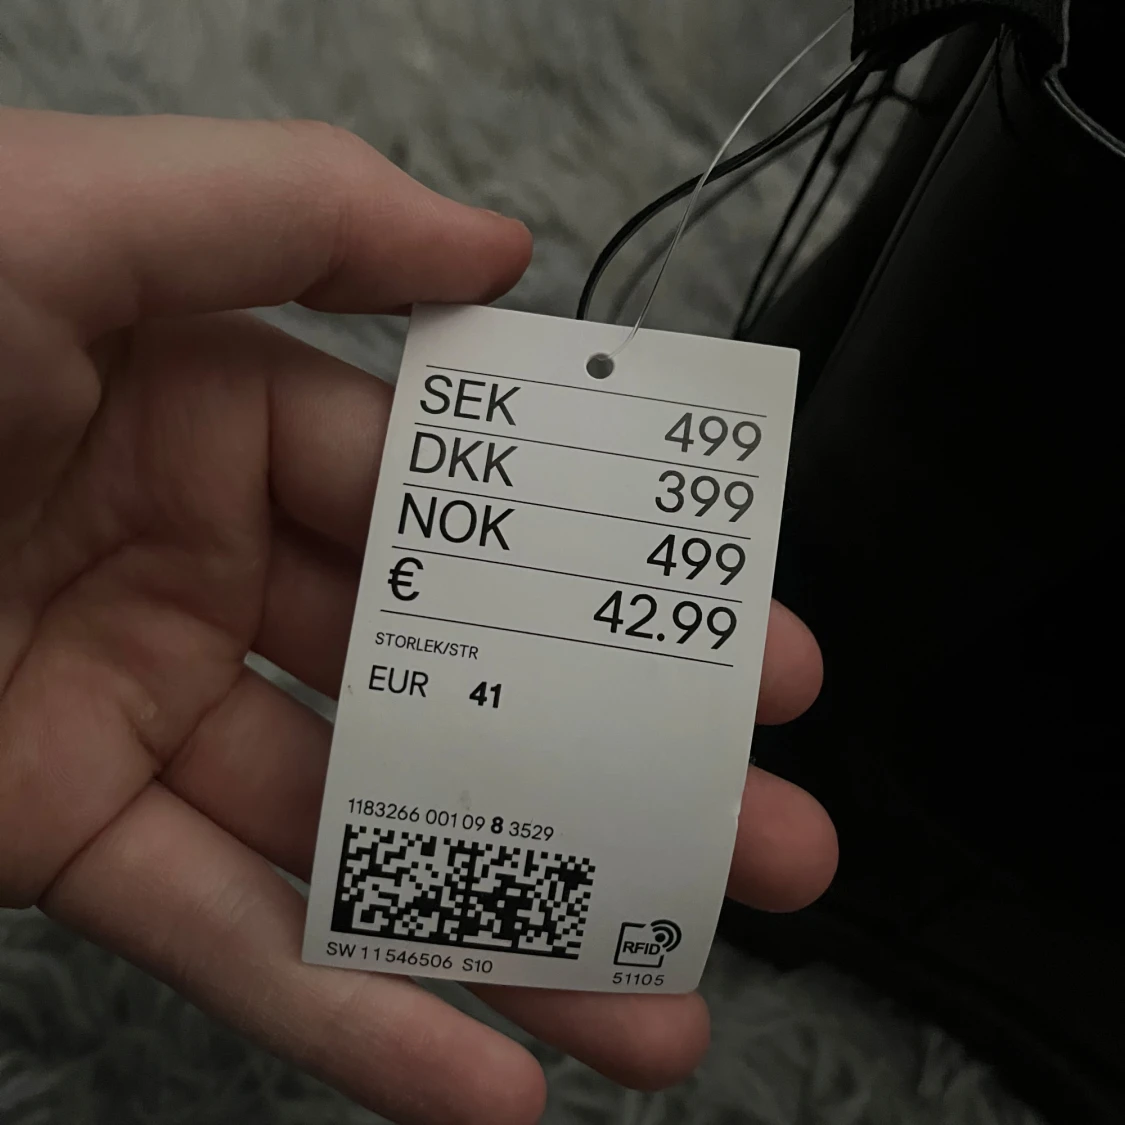 SEK 499
DKK 399
NOK 499
€ 42.99
STORLEK/STR
EUR 41
1183266 001 09 8 3529
SW 11546506 S10
RFID
51105